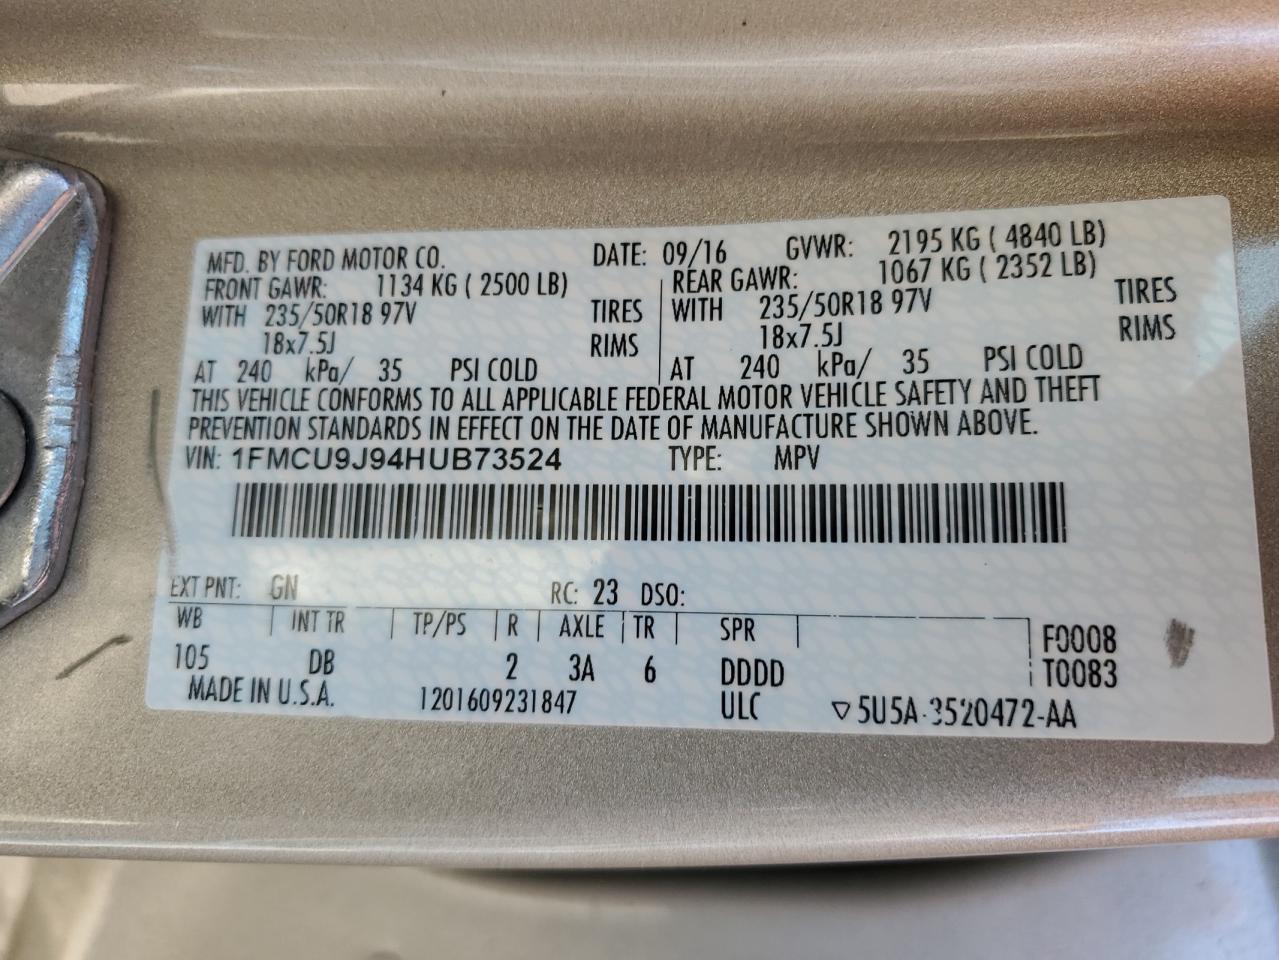 MFD. BY FORD MOTOR CO. DATE: 09/16 GVWR: 2195 KG ( 4840 LB)
FRONT GAWR: 1134 KG ( 2500 LB) REAR GAWR: 1067 KG ( 2352 LB)
WITH 235/50R18 97V TIRES WITH 235/50R18 97V TIRES
18x7.5J RIMS 18x7.5J RIMS
AT 240 kPa/ 35 PSI COLD AT 240 kPa/ 35 PSI COLD
THIS VEHICLE CONFORMS TO ALL APPLICABLE FEDERAL MOTOR VEHICLE SAFETY AND THEFT
PREVENTION STANDARDS IN EFFECT ON THE DATE OF MANUFACTURE SHOWN ABOVE.
VIN: 1FMCU9J94HUB73524 TYPE: MPV
EXT PNT: GN RC: 23 DSO:
WB INT TR TP/PS R AXLE TR SPR F0008
105 DB 2 3A 6 DDDD T0083
MADE IN U.S.A. 1201609231847 ULC ▽5U5A-3520472-AA